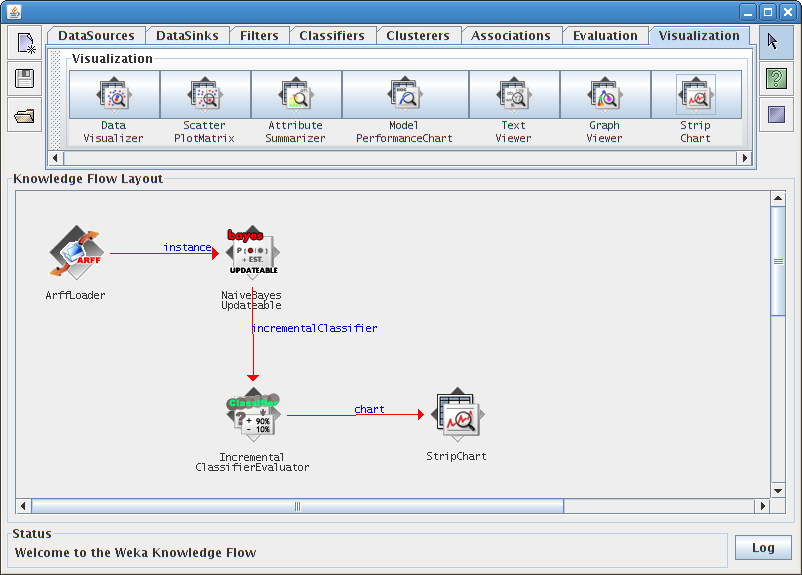 DataSources DataSinks Filters Classifiers Clusterers Associations Evaluation Visualization
Visualization
Data Visualizer
Scatter PlotMatrix
Attribute Summarizer
Model PerformanceChart
Text Viewer
Graph Viewer
Strip Chart
Knowledge Flow Layout
ARFF
instance
bayes
P(●|●)
+ EST.
UPDATEABLE
ArffLoader
NaiveBayes
Updateable
incrementalClassifier
Classifier
?
+ 90%
- 10%
chart
Incremental
ClassifierEvaluator
StripChart
Status
Welcome to the Weka Knowledge Flow
Log